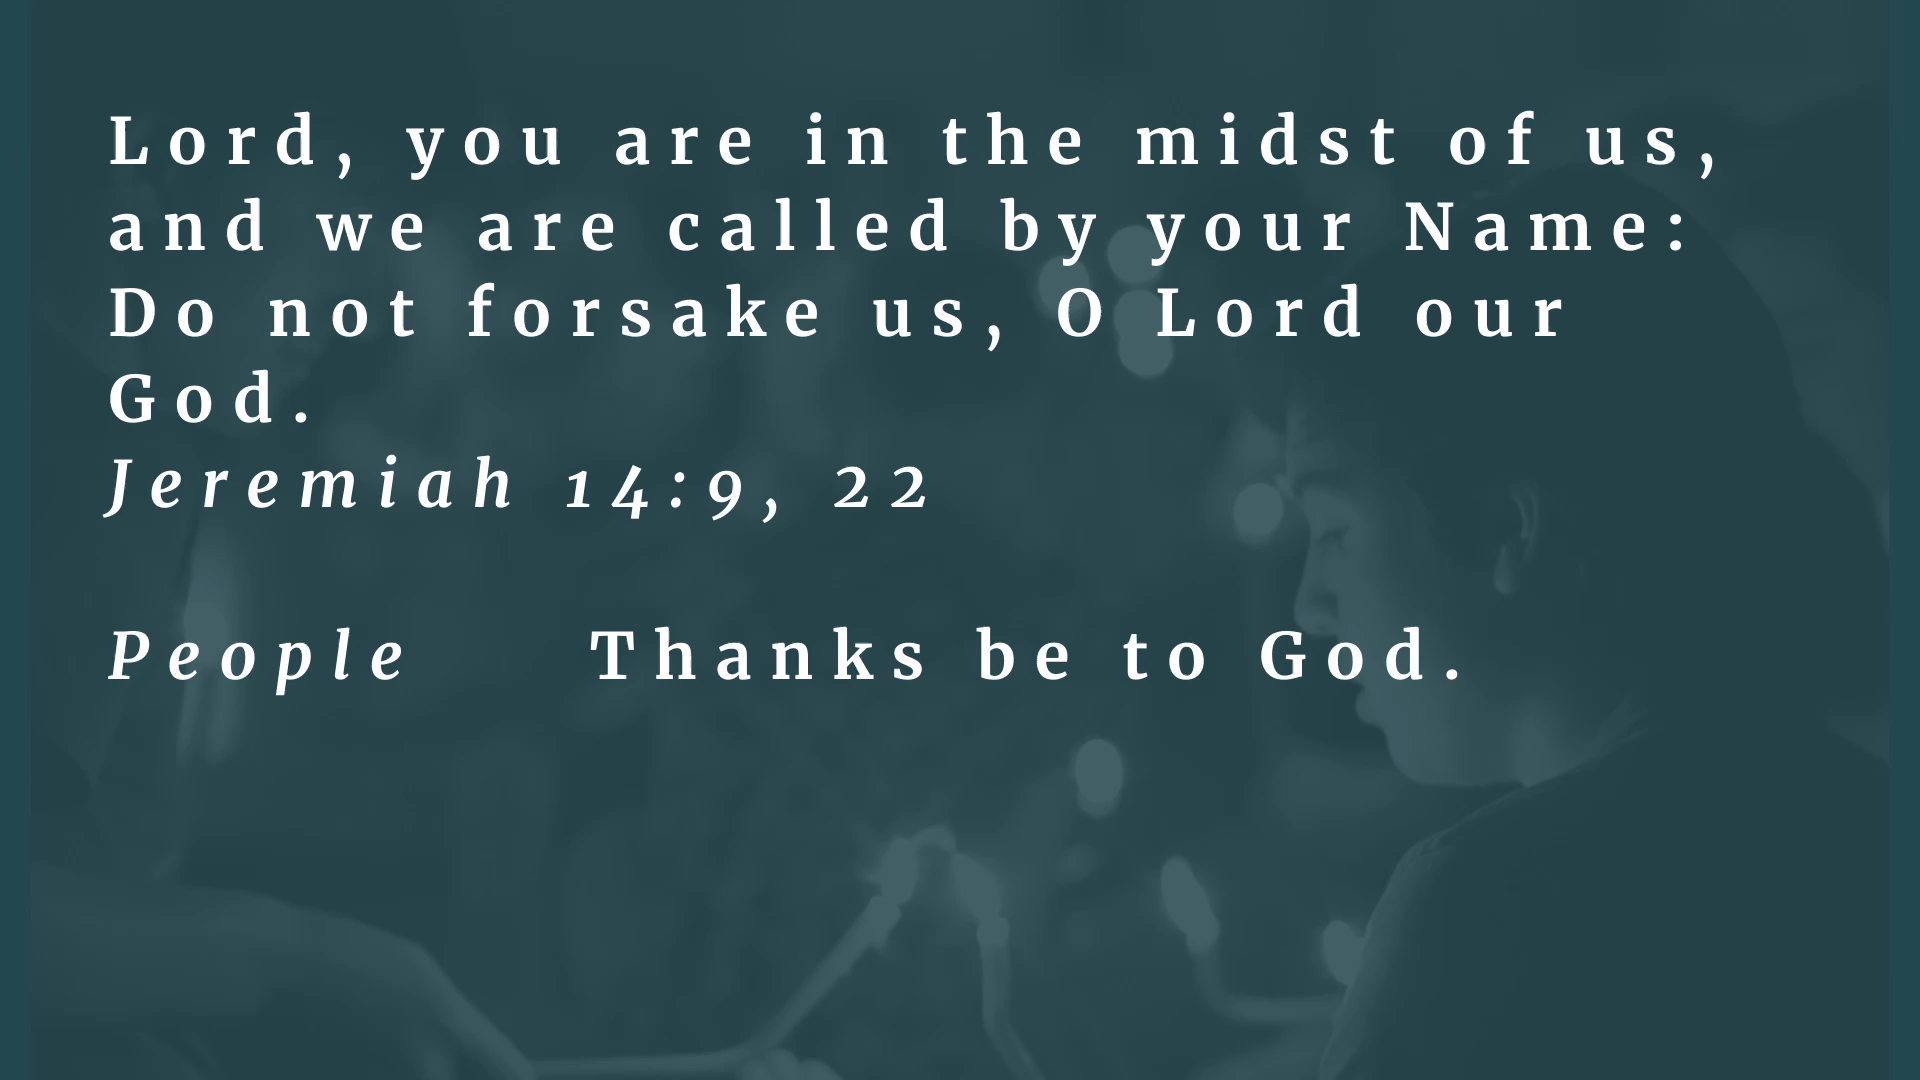 Lord, you are in the midst of us,
and we are called by your Name:
Do not forsake us, O Lord our
God.
Jeremiah 14:9, 22
People Thanks be to God.